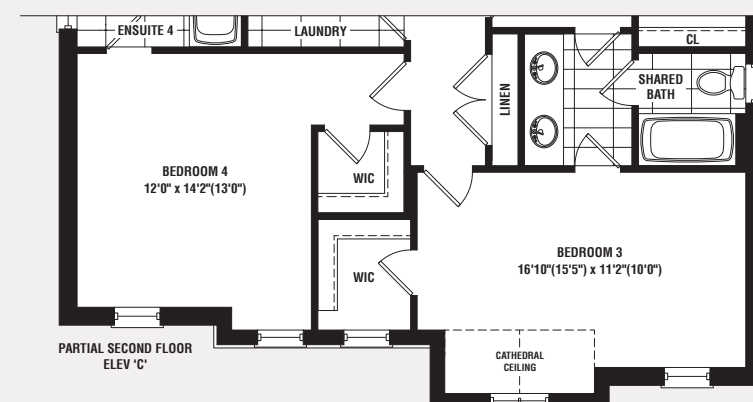 ENSUITE 4
LAUNDRY
CL
SHARED
BATH
LINEN
BEDROOM 4
12'0" x 14'2"(13'0")
WIC
BEDROOM 3
16'10"(15'5") x 11'2"(10'0")
WIC
PARTIAL SECOND FLOOR
ELEV 'C'
CATHEDRAL
CEILING